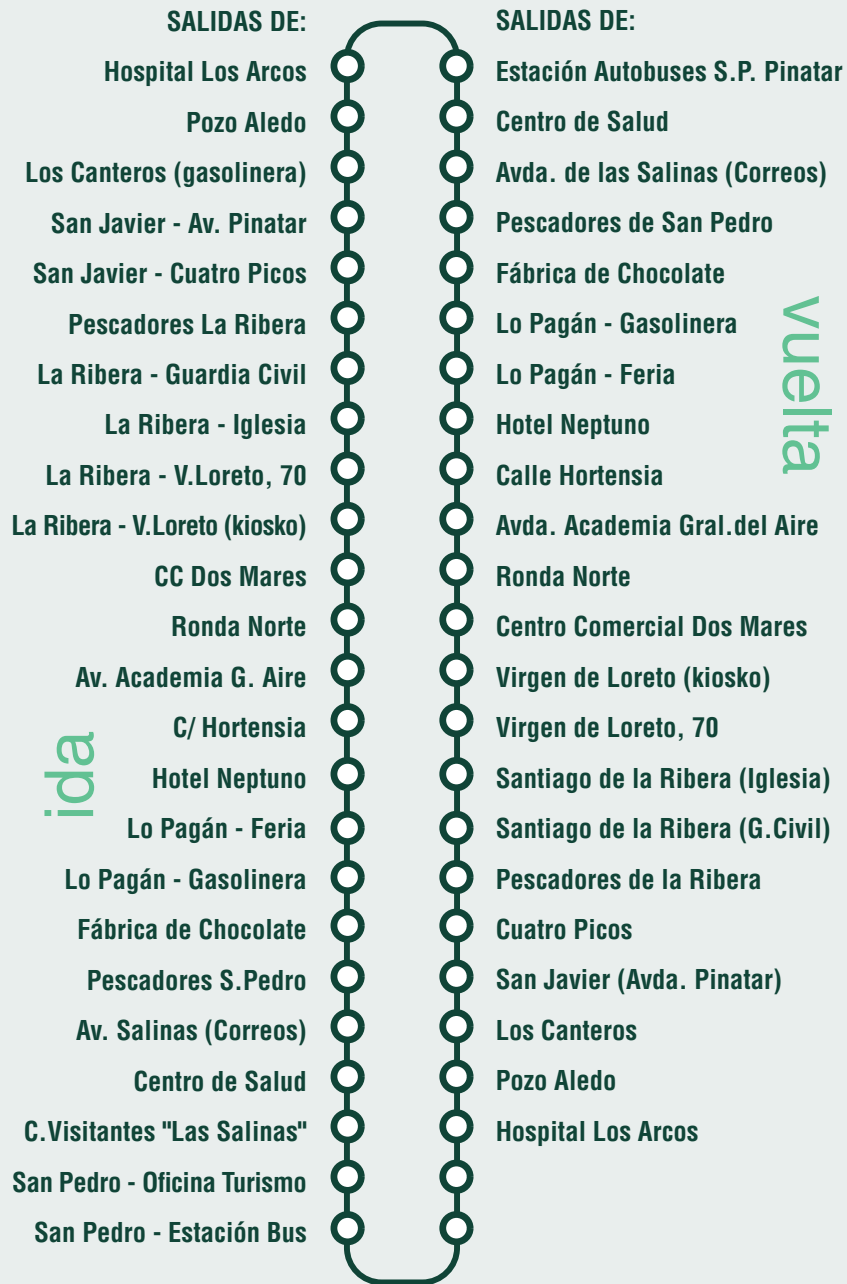 SALIDAS DE:
Hospital Los Arcos
Pozo Aledo
Los Canteros (gasolinera)
San Javier - Av. Pinatar
San Javier - Cuatro Picos
Pescadores La Ribera
La Ribera - Guardia Civil
La Ribera - Iglesia
La Ribera - V.Loreto, 70
La Ribera - V.Loreto (kiosko)
CC Dos Mares
Ronda Norte
Av. Academia G. Aire
C/ Hortensia
Hotel Neptuno
Lo Pagán - Feria
Lo Pagán - Gasolinera
Fábrica de Chocolate
Pescadores S.Pedro
Av. Salinas (Correos)
Centro de Salud
C.Visitantes "Las Salinas"
San Pedro - Oficina Turismo
San Pedro - Estación Bus
ida
SALIDAS DE:
Estación Autobuses S.P. Pinatar
Centro de Salud
Avda. de las Salinas (Correos)
Pescadores de San Pedro
Fábrica de Chocolate
Lo Pagán - Gasolinera
Lo Pagán - Feria
Hotel Neptuno
Calle Hortensia
Avda. Academia Gral.del Aire
Ronda Norte
Centro Comercial Dos Mares
Virgen de Loreto (kiosko)
Virgen de Loreto, 70
Santiago de la Ribera (Iglesia)
Santiago de la Ribera (G.Civil)
Pescadores de la Ribera
Cuatro Picos
San Javier (Avda. Pinatar)
Los Canteros
Pozo Aledo
Hospital Los Arcos
vuelta